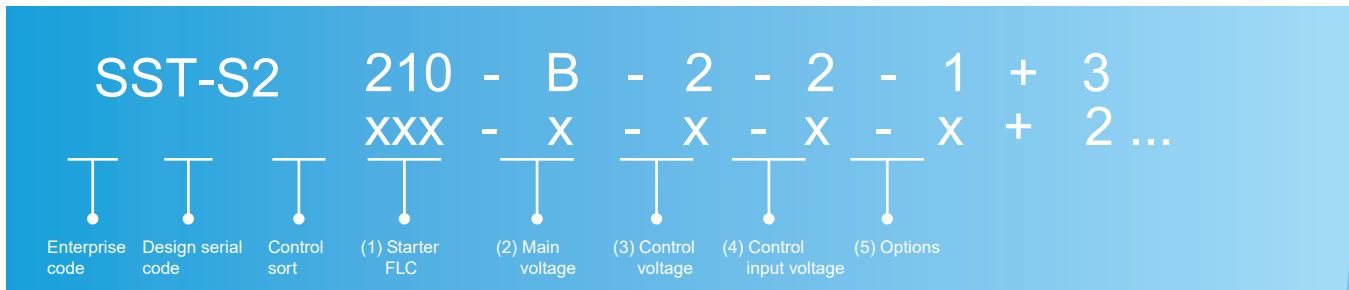 SST-S2 210 - B - 2 - 2 - 1 + 3
xxx - x - x - x - x + 2 ...
Enterprise code
Design serial code
Control sort
(1) Starter FLC
(2) Main voltage
(3) Control voltage
(4) Control input voltage
(5) Options